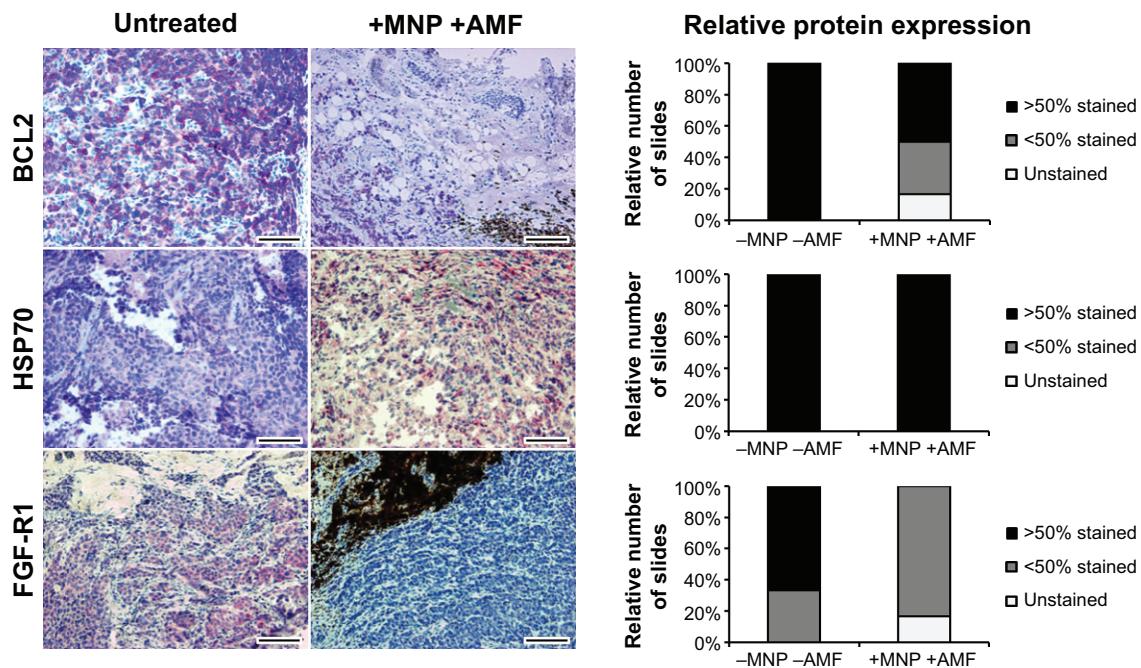 Untreated
+MNP +AMF
Relative protein expression
BCL2
HSP70
FGF-R1
Relative number
of slides
100%
80%
60%
40%
20%
0%
–MNP –AMF
+MNP +AMF
>50% stained
<50% stained
Unstained
Relative number
of slides
100%
80%
60%
40%
20%
0%
–MNP –AMF
+MNP +AMF
>50% stained
<50% stained
Unstained
Relative number
of slides
100%
80%
60%
40%
20%
0%
–MNP –AMF
+MNP +AMF
>50% stained
<50% stained
Unstained